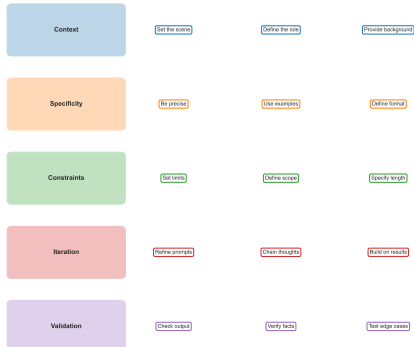 Context
Set the scene
Define the role
Provide background
Specificity
Be precise
Use examples
Define format
Constraints
Set limits
Define scope
Specify length
Iteration
Refine prompts
Chain thoughts
Build on results
Validation
Check output
Verify facts
Test edge cases